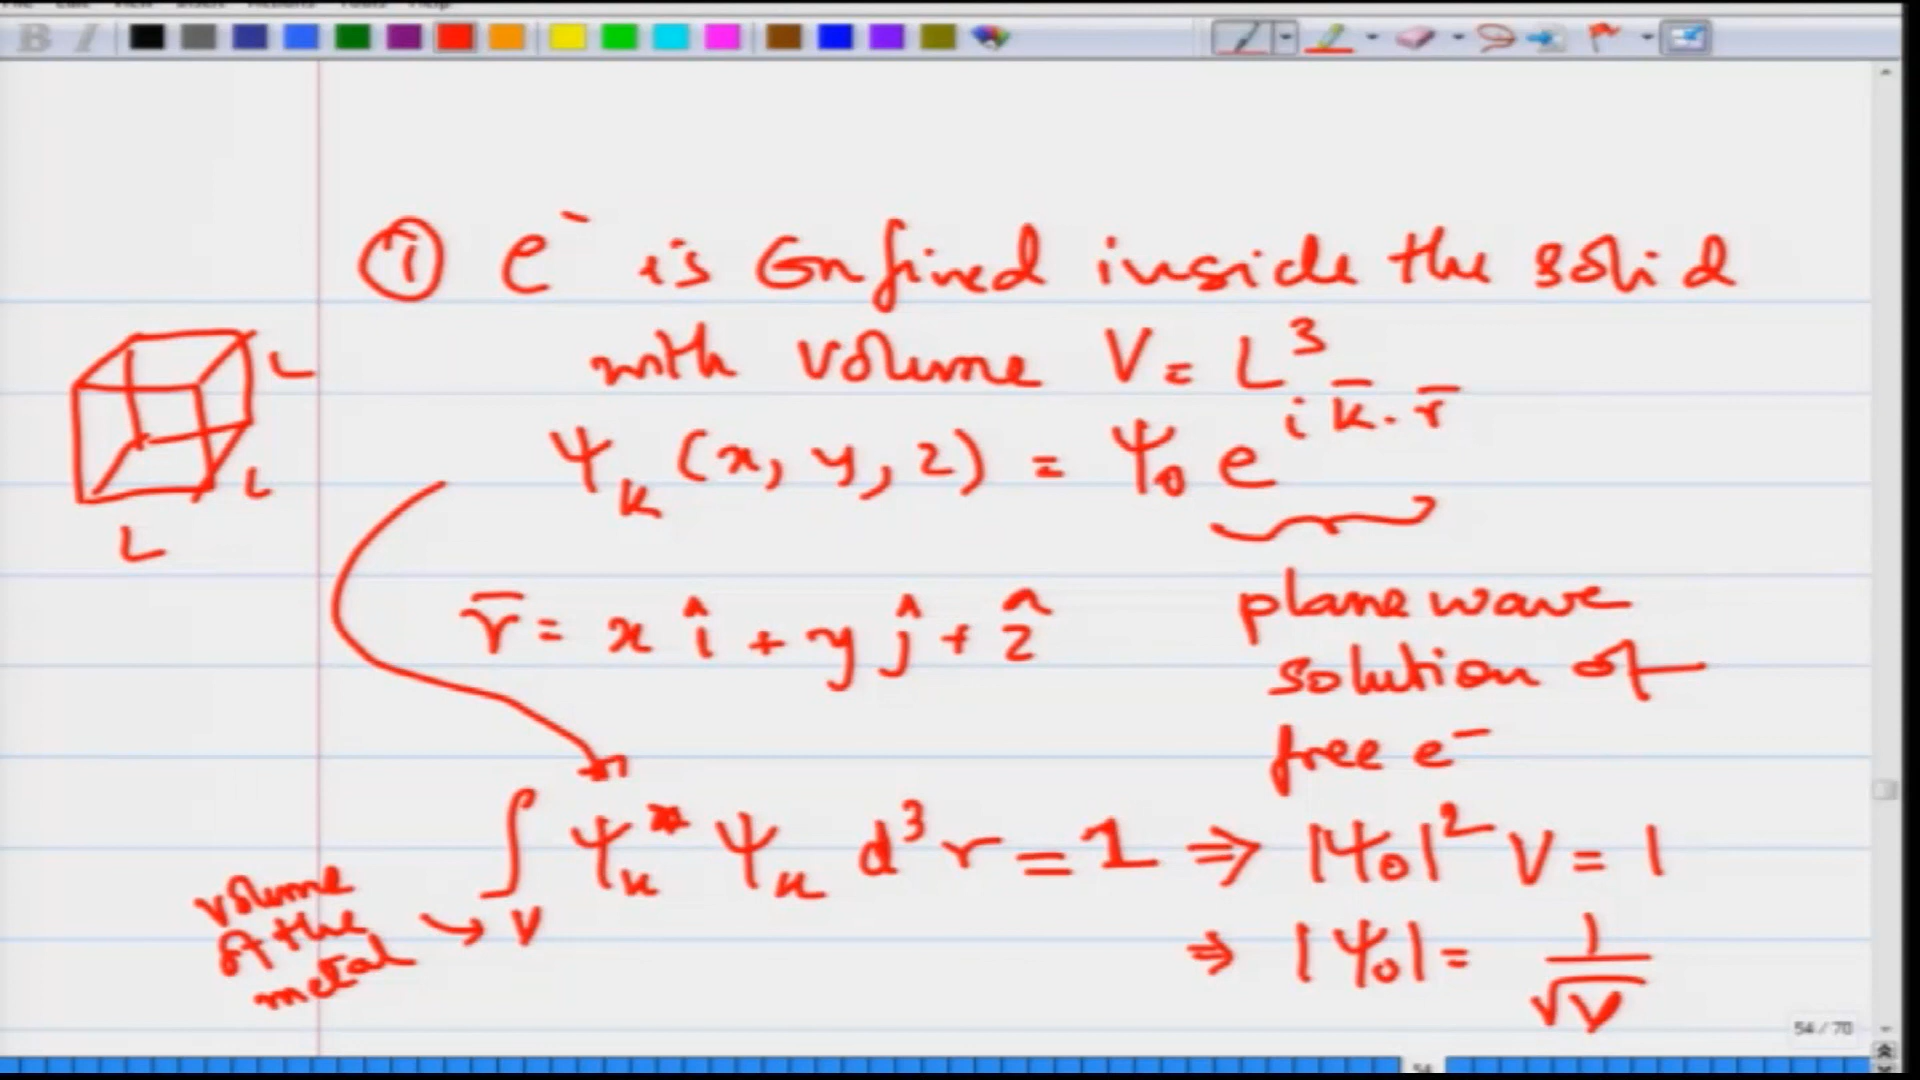 B I
ⓘ e⁻ is Confined inside the solid
with volume V = L³
L
L
L
ψ_k (x, y, z) = ψ₀ e^{i k̄ · r̄}
r̄ = x î + y ĵ + ẑ
plane wave
solution of
free e⁻
∫_V ψ_k* ψ_k d³r = 1 ⇒ |ψ₀|² V = 1
volume
of the
metal → V
⇒ |ψ₀| = 1/√V
54 / 70
54